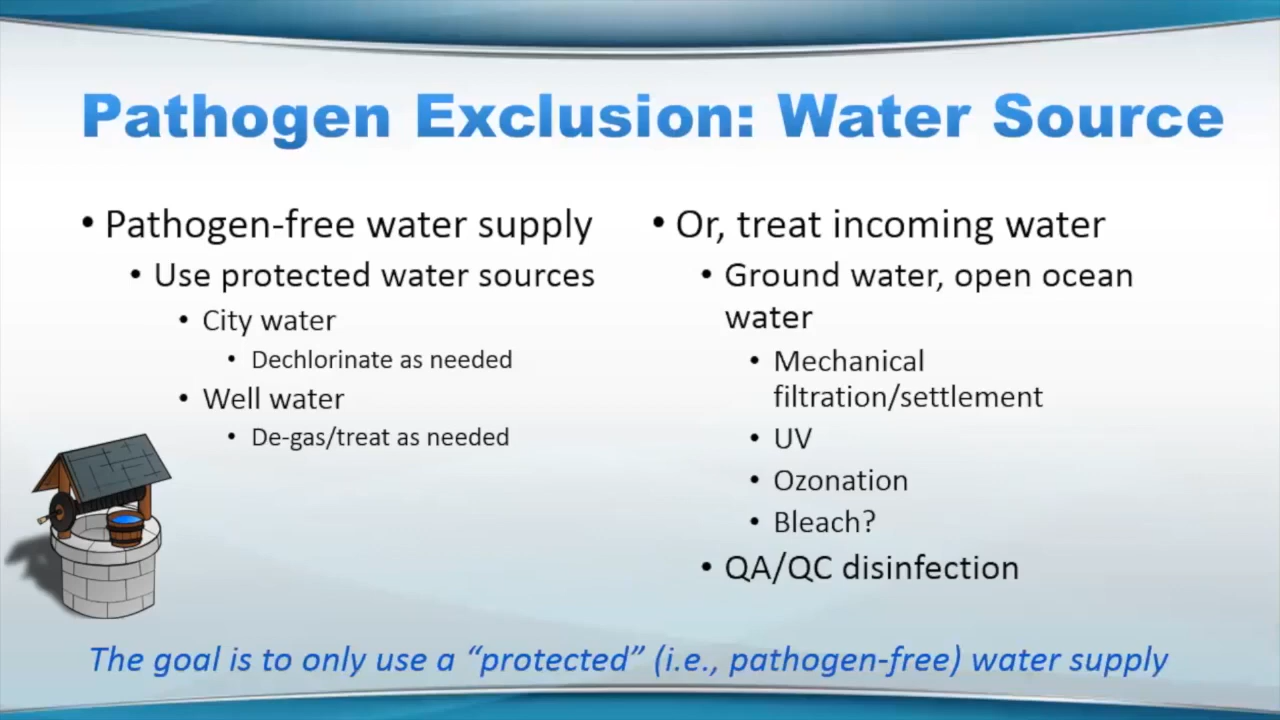 Pathogen Exclusion: Water Source
• Pathogen-free water supply
• Use protected water sources
• City water
• Dechlorinate as needed
• Well water
• De-gas/treat as needed
• Or, treat incoming water
• Ground water, open ocean
water
• Mechanical
filtration/settlement
• UV
• Ozonation
• Bleach?
• QA/QC disinfection
The goal is to only use a “protected” (i.e., pathogen-free) water supply